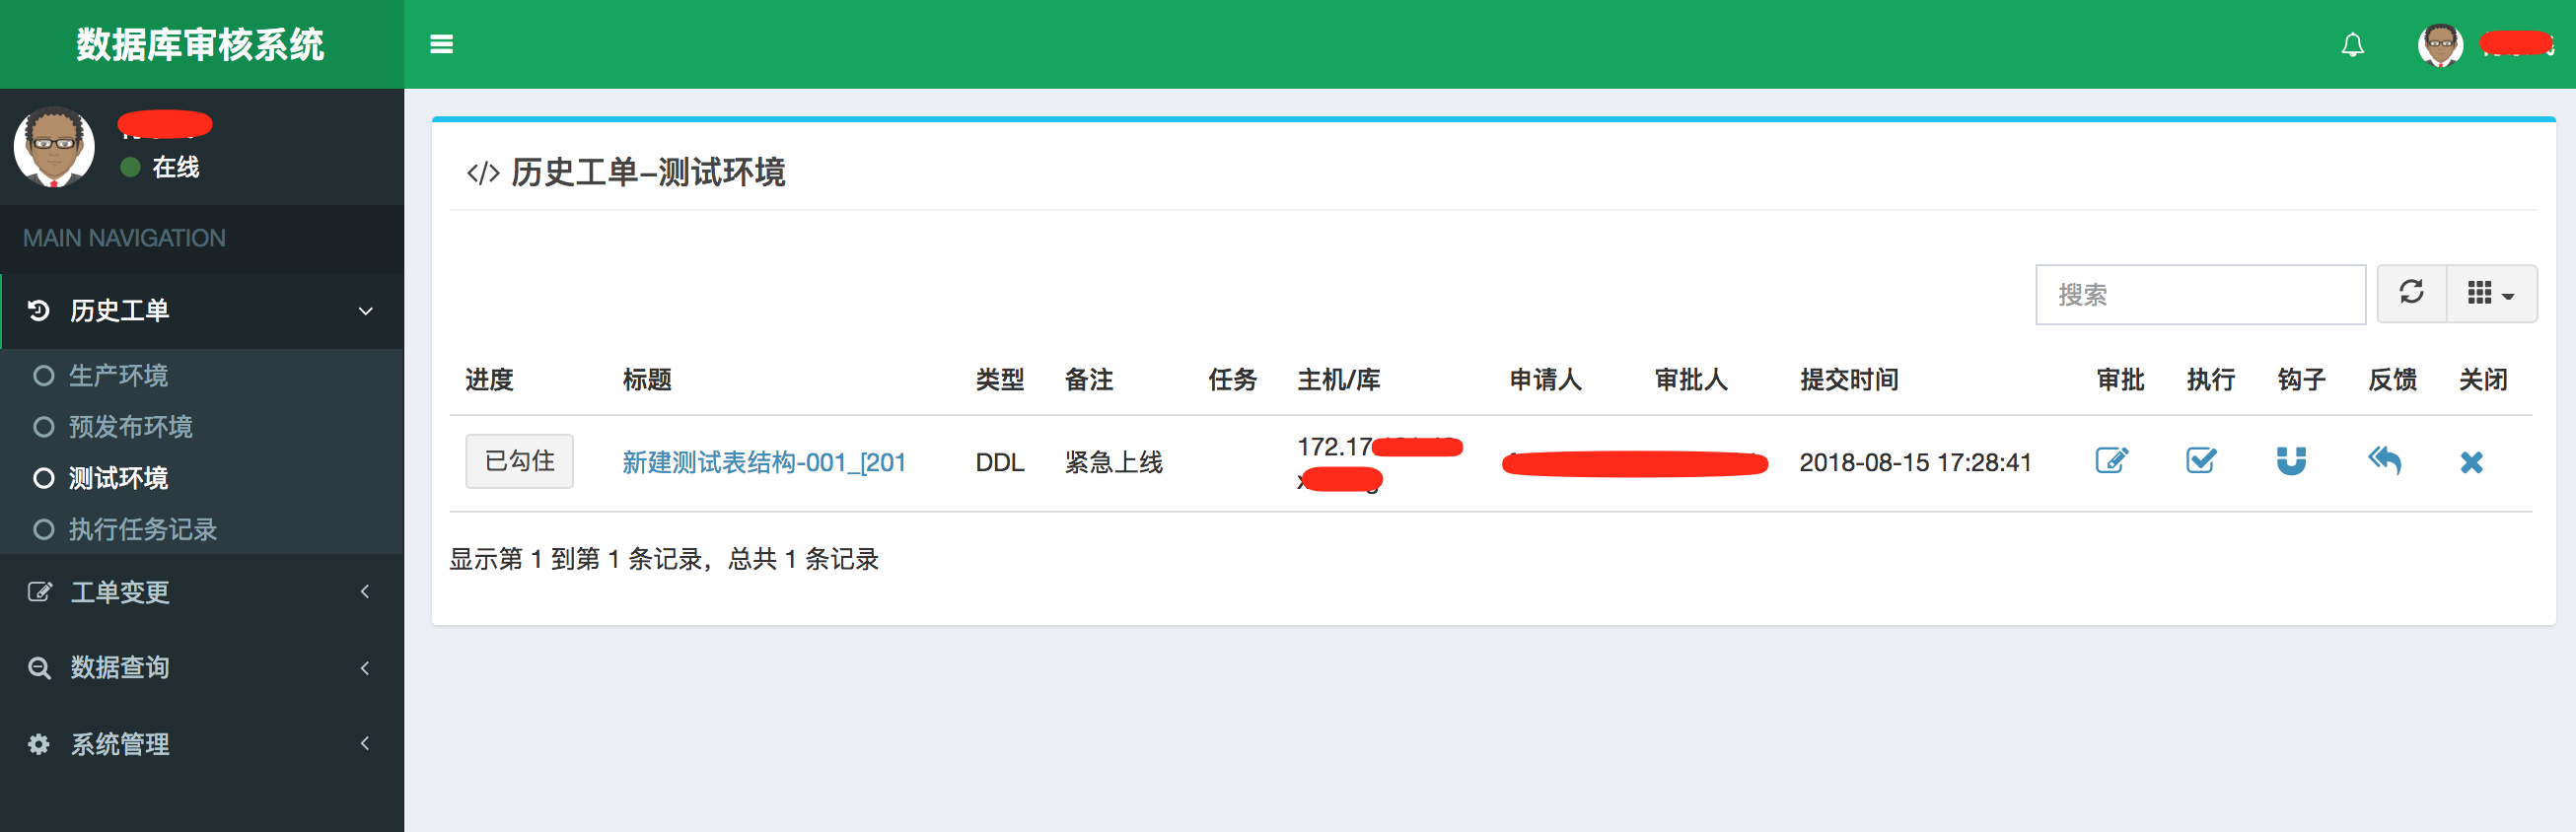 数据库审核系统
在线
MAIN NAVIGATION
历史工单
生产环境
预发布环境
测试环境
执行任务记录
工单变更
数据查询
系统管理
</> 历史工单–测试环境
搜索
进度 标题 类型 备注 任务 主机/库 申请人 审批人 提交时间 审批 执行 钩子 反馈 关闭
已勾住 新建测试表结构-001_[201 DDL 紧急上线 172.17 2018-08-15 17:28:41
显示第 1 到第 1 条记录，总共 1 条记录